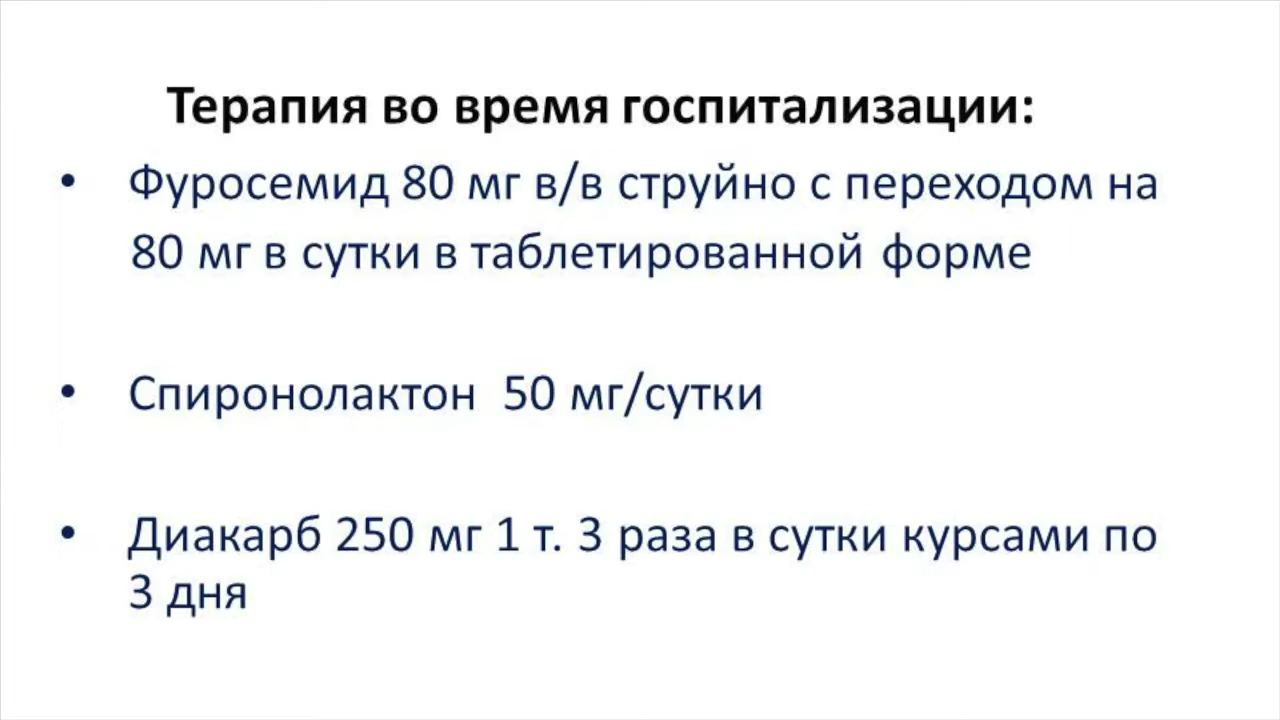 Терапия во время госпитализации:
• Фуросемид 80 мг в/в струйно с переходом на
80 мг в сутки в таблетированной форме
• Спиронолактон 50 мг/сутки
• Диакарб 250 мг 1 т. 3 раза в сутки курсами по
3 дня